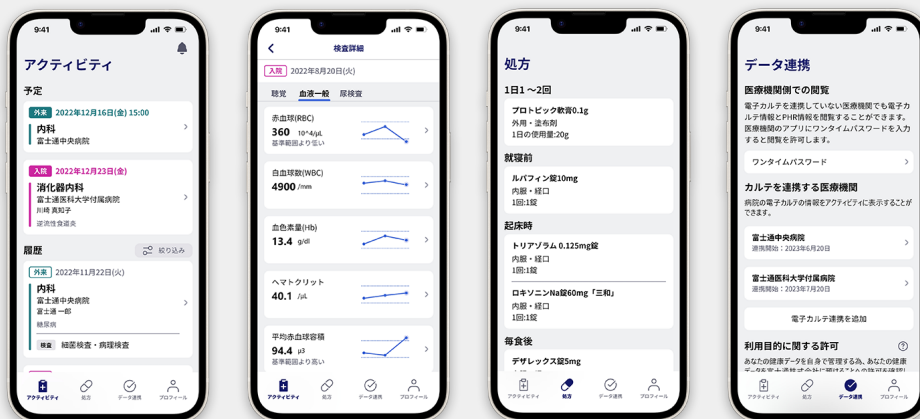 9:41
アクティビティ
予定
外来 2022年12月16日(金) 15:00
内科
富士通中央病院
入院 2022年12月23日(金)
消化器内科
富士通医科大学付属病院
川崎 真知子
逆流性食道炎
履歴
絞り込み
外来 2022年11月22日(火)
内科
富士通中央病院
富士通 一郎
糖尿病
検査 細菌検査・病理検査
アクティビティ
処方
データ連携
プロフィール
9:41
検査詳細
入院 2022年8月20日(火)
聴覚 血液一般 尿検査
赤血球(RBC)
360 10^4/μL
基準範囲より低い
白血球数(WBC)
4900 /mm
血色素量(Hb)
13.4 g/dl
ヘマトクリット
40.1 /μL
平均赤血球容積
94.4 μ3
基準範囲より高い
アクティビティ
処方
データ連携
プロフィール
9:41
処方
1日1 ～2回
プロトピック軟膏0.1g
外用・塗布剤
1日の使用量:20g
就寝前
ルパフィン錠10mg
内服・経口
1回:1錠
起床時
トリアゾラム 0.125mg錠
内服・経口
1回:1錠
ロキソニンNa錠60mg「三和」
内服・経口
1回:1錠
毎食後
デザレックス錠5mg
アクティビティ
処方
データ連携
プロフィール
9:41
データ連携
医療機関側での閲覧
電子カルテを連携していない医療機関でも電子カ
ルテ情報とPHR情報を閲覧することができます。
医療機関のアプリにワンタイムパスワードを入力
すると閲覧を許可します。
ワンタイムパスワード
カルテを連携する医療機関
病院の電子カルテの情報をアクティビティに表示することが
できます。
富士通中央病院
連携開始：2023年6月20日
富士通医科大学付属病院
連携開始：2023年7月20日
電子カルテ連携を追加
利用目的に関する許可
あなたの健康データを自身で管理する為、あなたの健康
アクティビティ
処方
データ連携
プロフィール